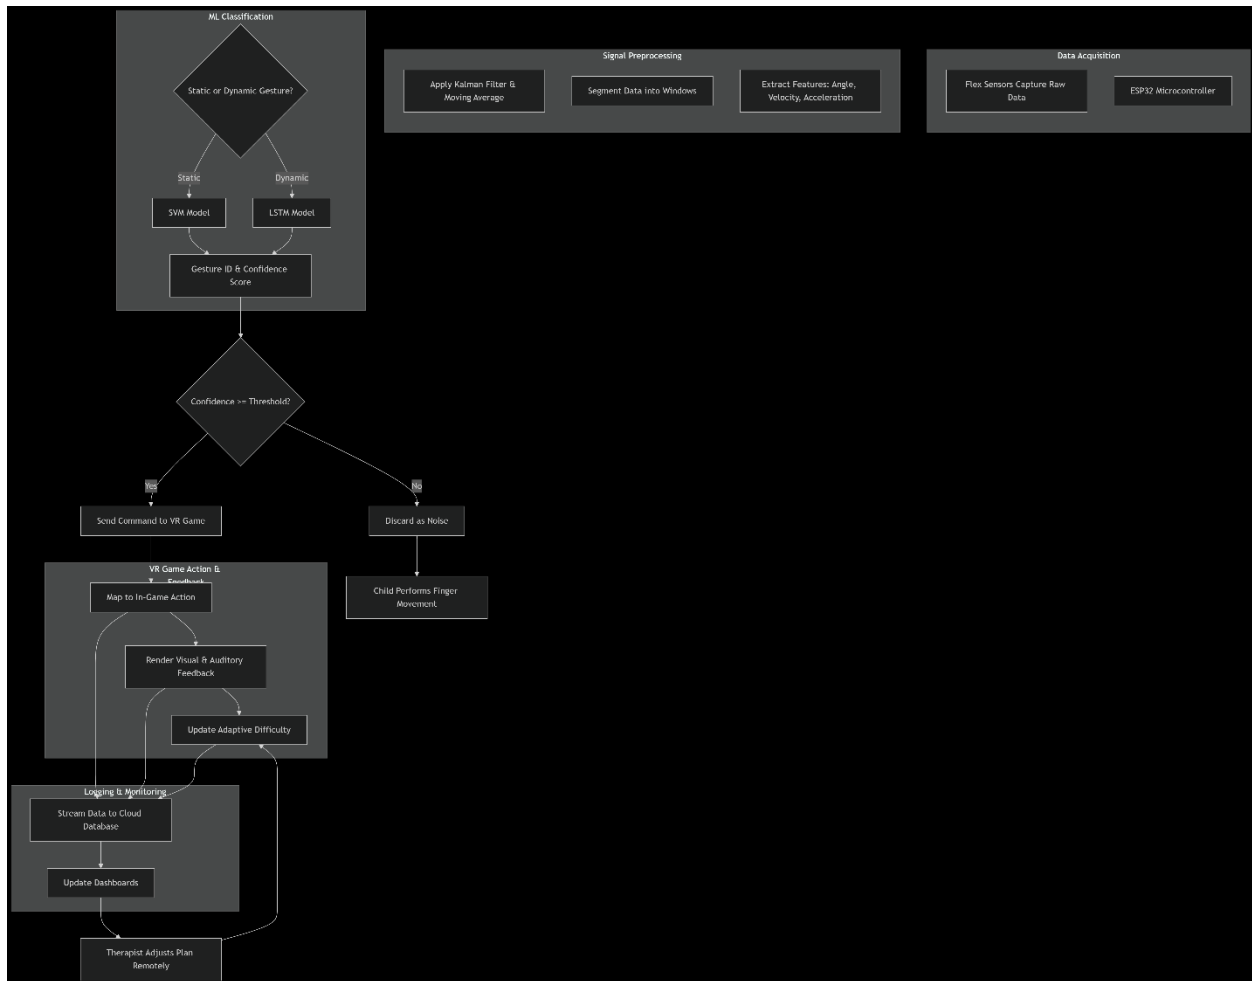 ML Classification
Static or Dynamic Gesture?
Static
Dynamic
SVM Model
LSTM Model
Gesture ID & Confidence
Score
Signal Preprocessing
Apply Kalman Filter &
Moving Average
Segment Data into Windows
Extract Features: Angle,
Velocity, Acceleration
Data Acquisition
Flex Sensors Capture Raw
Data
ESP32 Microcontroller
Confidence >= Threshold?
Yes
No
Send Command to VR Game
Discard as Noise
Child Performs Finger
Movement
VR Game Action &
Feedback
Map to In-Game Action
Render Visual & Auditory
Feedback
Update Adaptive Difficulty
Logging & Monitoring
Stream Data to Cloud
Database
Update Dashboards
Therapist Adjusts Plan
Remotely